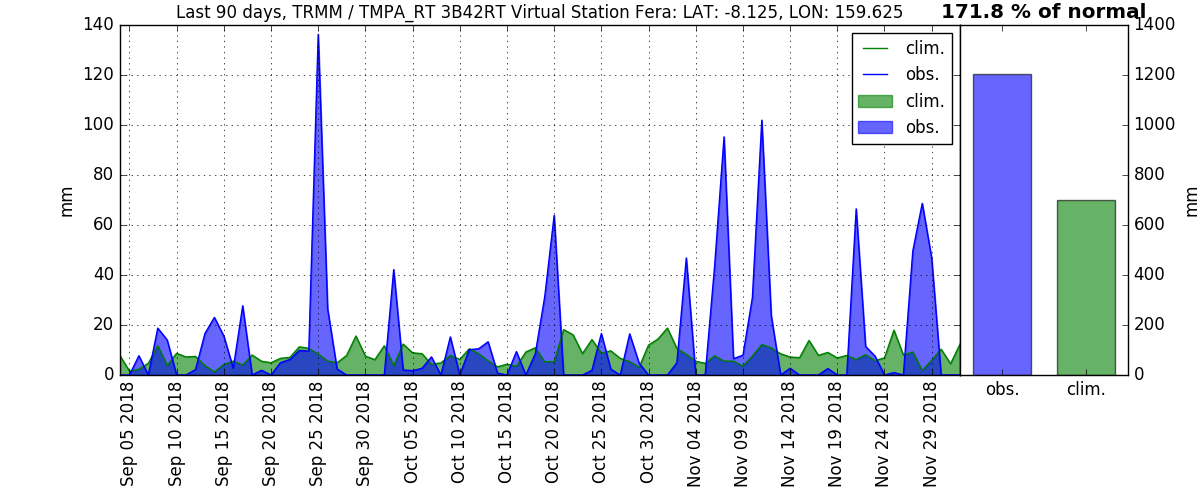 Last 90 days, TRMM / TMPA_RT 3B42RT Virtual Station Fera: LAT: -8.125, LON: 159.625
171.8 % of normal
mm
140
120
100
80
60
40
20
0
clim.
obs.
clim.
obs.
Sep 05 2018
Sep 10 2018
Sep 15 2018
Sep 20 2018
Sep 25 2018
Sep 30 2018
Oct 05 2018
Oct 10 2018
Oct 15 2018
Oct 20 2018
Oct 25 2018
Oct 30 2018
Nov 04 2018
Nov 09 2018
Nov 14 2018
Nov 19 2018
Nov 24 2018
Nov 29 2018
1400
1200
1000
800
600
400
200
0
mm
obs.
clim.